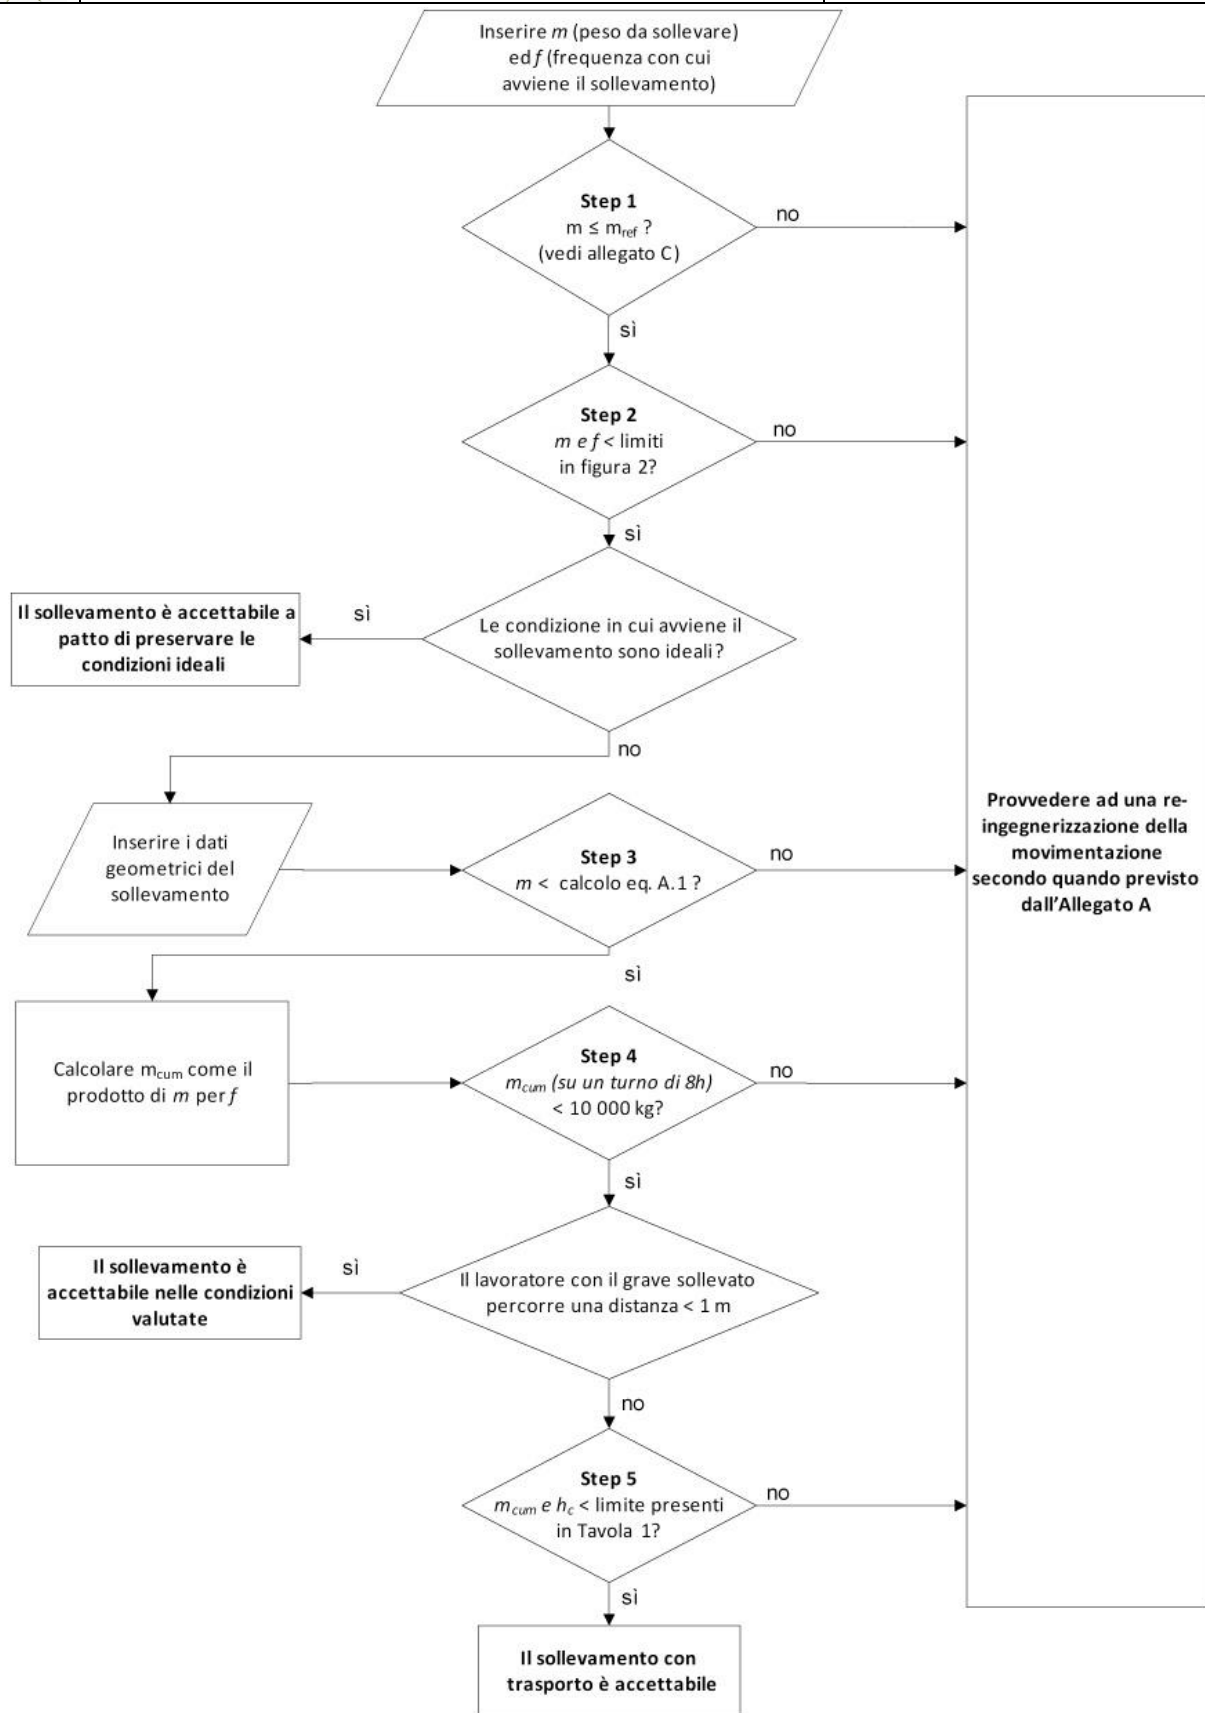 Inserire m (peso da sollevare)
ed f (frequenza con cui
avviene il sollevamento)
Step 1
m ≤ mref ?
(vedi allegato C)
no
sì
Step 2
m e f < limiti
in figura 2?
no
sì
Le condizione in cui avviene il
sollevamento sono ideali?
sì
Il sollevamento è accettabile a
patto di preservare le
condizioni ideali
no
Inserire i dati
geometrici del
sollevamento
Step 3
m < calcolo eq. A.1 ?
no
Provvedere ad una re-
ingegnerizzazione della
movimentazione
secondo quando previsto
dall'Allegato A
sì
Calcolare mcum come il
prodotto di m per f
Step 4
mcum (su un turno di 8h)
< 10 000 kg?
no
sì
Il lavoratore con il grave sollevato
percorre una distanza < 1 m
sì
Il sollevamento è
accettabile nelle condizioni
valutate
no
Step 5
mcum e hc < limite presenti
in Tavola 1?
no
sì
Il sollevamento con
trasporto è accettabile